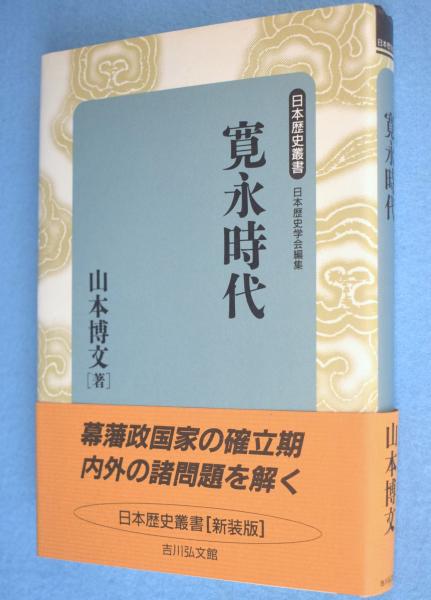 日本歴史叢書 日本歴史学会編集
寛永時代
山本博文[著]
幕藩政国家の確立期
内外の諸問題を解く
日本歴史叢書[新装版]
吉川弘文館
寛永時代
山本博文